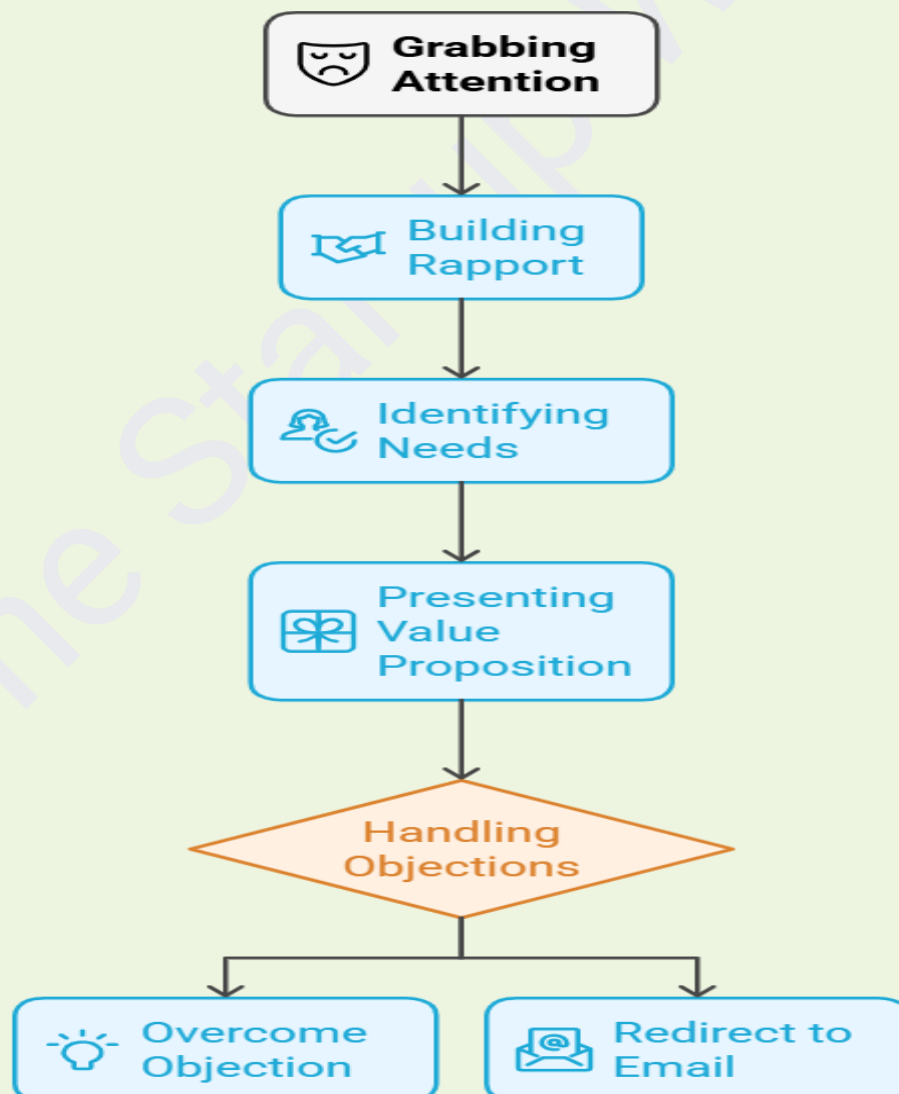 Grabbing
Attention
Building
Rapport
Identifying
Needs
Presenting
Value
Proposition
Handling
Objections
Overcome
Objection
Redirect to
Email